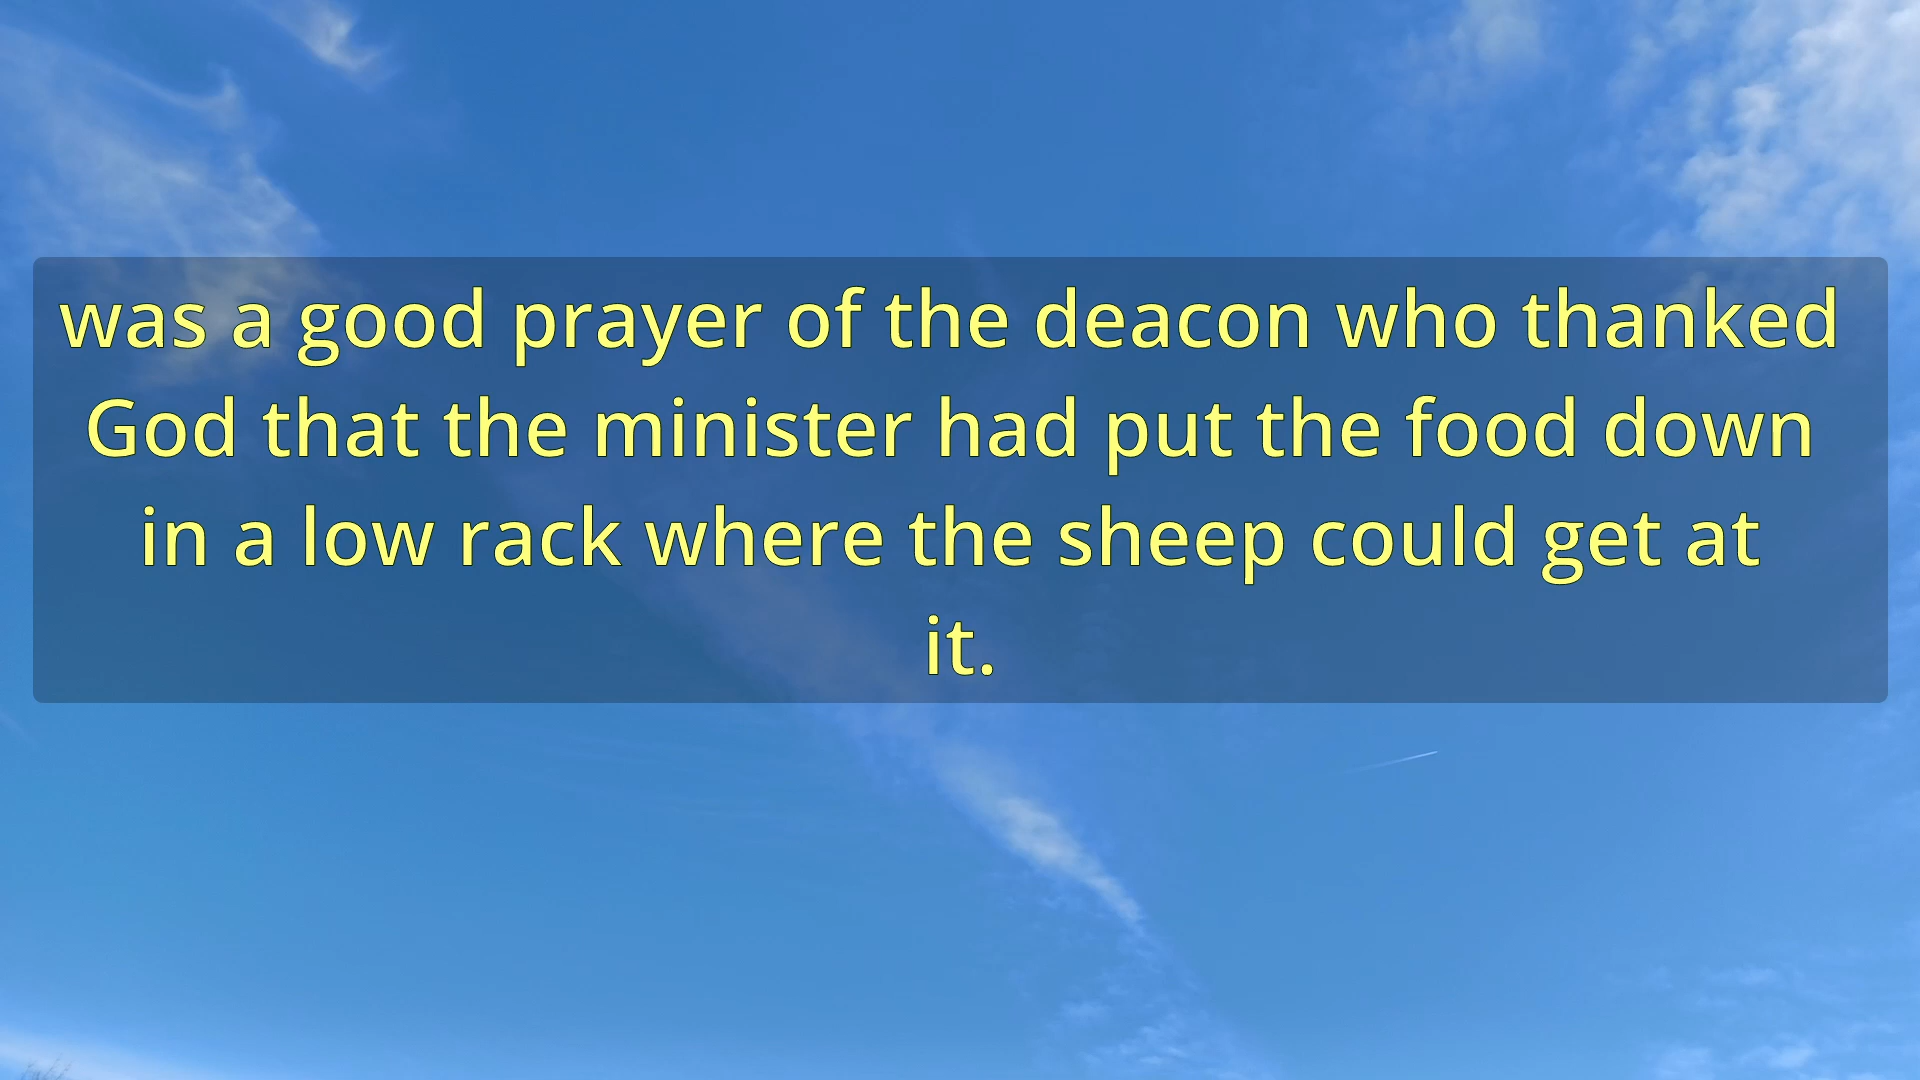 was a good prayer of the deacon who thanked
God that the minister had put the food down
in a low rack where the sheep could get at
it.